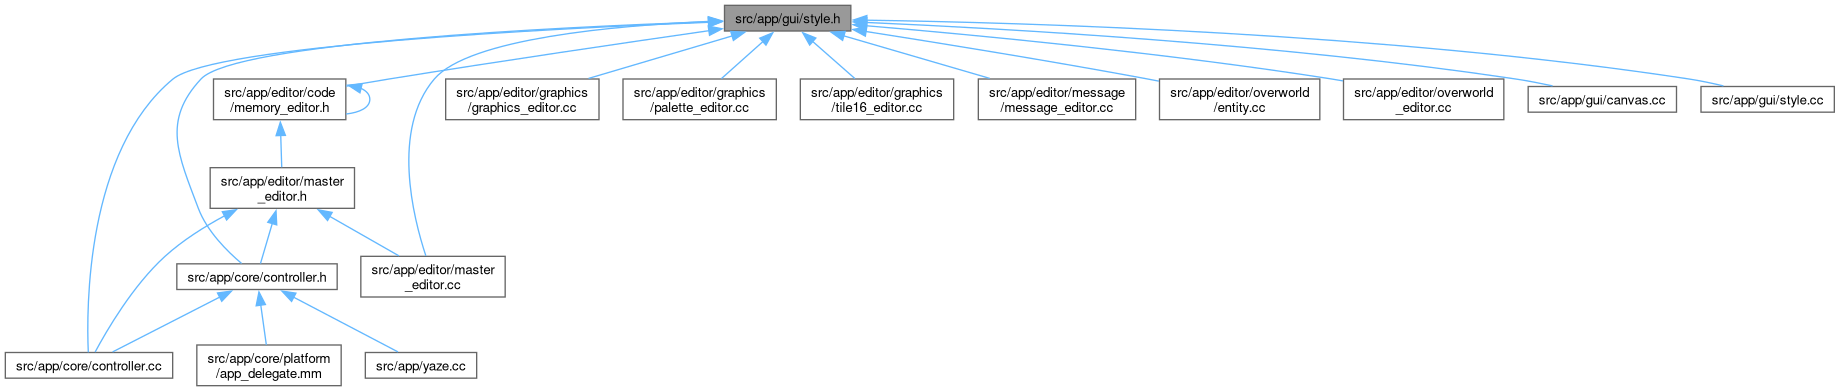 src/app/gui/style.h
src/app/editor/code
/memory_editor.h
src/app/editor/graphics
/graphics_editor.cc
src/app/editor/graphics
/palette_editor.cc
src/app/editor/graphics
/tile16_editor.cc
src/app/editor/message
/message_editor.cc
src/app/editor/overworld
/entity.cc
src/app/editor/overworld
_editor.cc
src/app/gui/canvas.cc
src/app/gui/style.cc
src/app/editor/master
_editor.h
src/app/core/controller.h
src/app/editor/master
_editor.cc
src/app/core/controller.cc
src/app/core/platform
/app_delegate.mm
src/app/yaze.cc